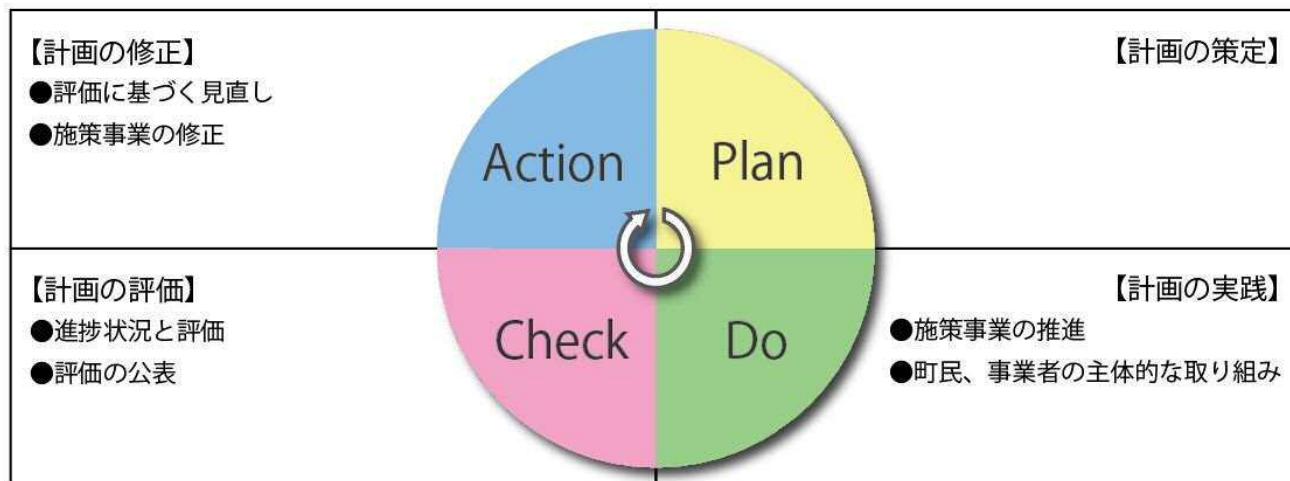 【計画の修正】
●評価に基づく見直し
●施策事業の修正
【計画の策定】
Action
Plan
【計画の評価】
●進捗状況と評価
●評価の公表
【計画の実践】
●施策事業の推進
●町民、事業者の主体的な取り組み
Check
Do